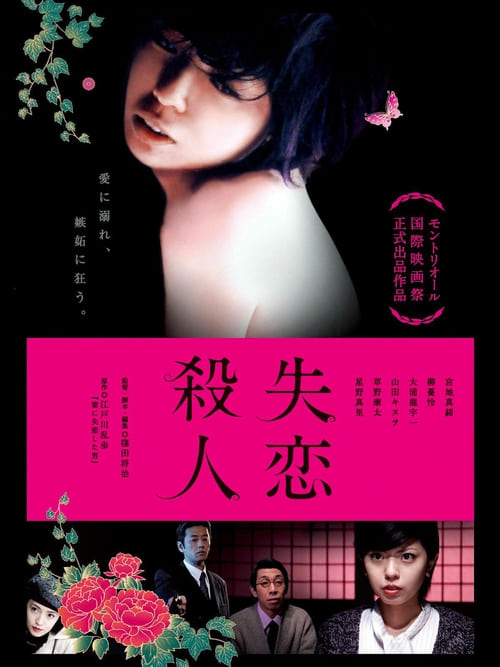 モントリオール
国際映画祭
正式出品作品
愛に溺れ、
嫉妬に狂う。
宮地真緒
柳憂怜
大浦龍宇一
山田キヌヲ
草野康太
星野真里
失恋
殺人
監督・脚本・編集◎窪田将治
原作◎江戸川乱歩
『妻に失恋した男』